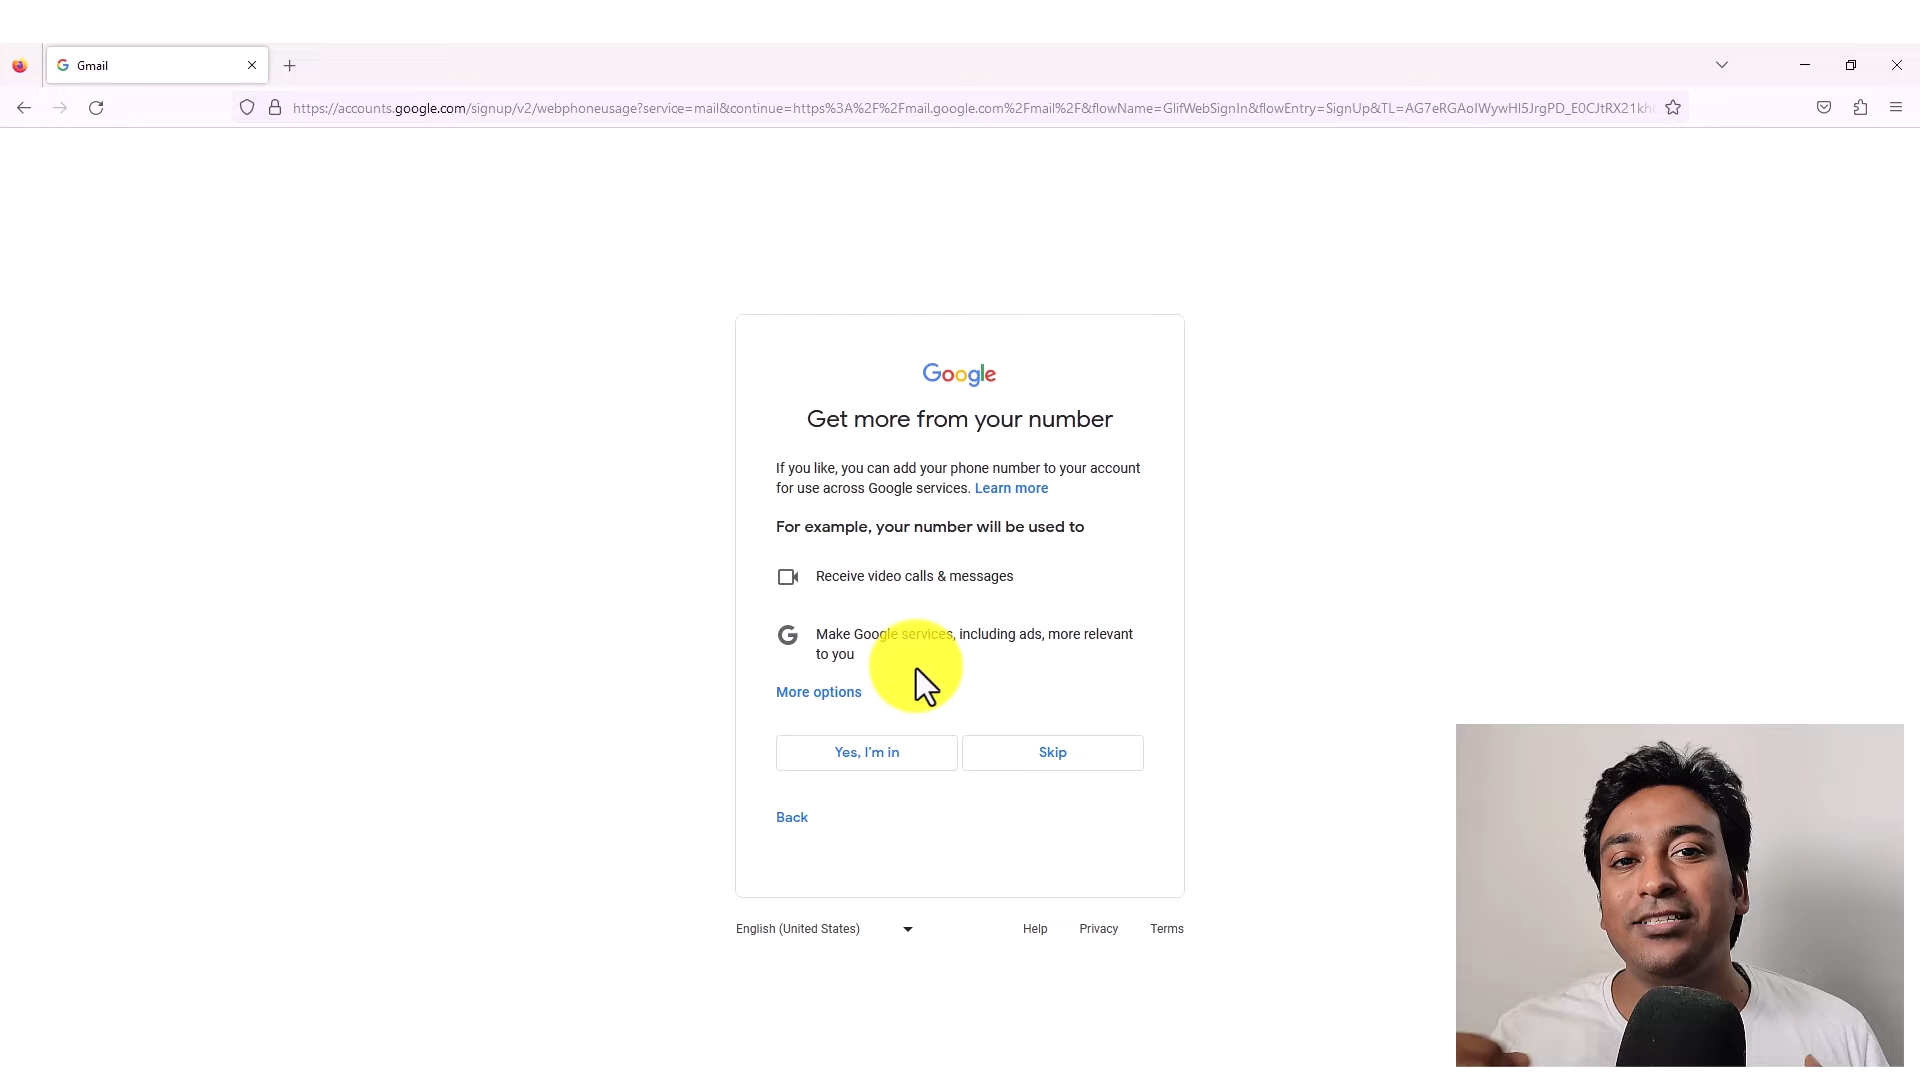 Gmail
https://accounts.google.com/signup/v2/webphoneusage?service=mail&continue=https%3A%2F%2Fmail.google.com%2Fmail%2F&flowName=GlifWebSignIn&flowEntry=SignUp&TL=
Google
Get more from your number
If you like, you can add your phone number to your account
for use across Google services. Learn more
For example, your number will be used to
Receive video calls & messages
Make Google services, including ads, more relevant
to you
More options
Yes, I'm in Skip
Back
English (United States) Help Privacy Terms